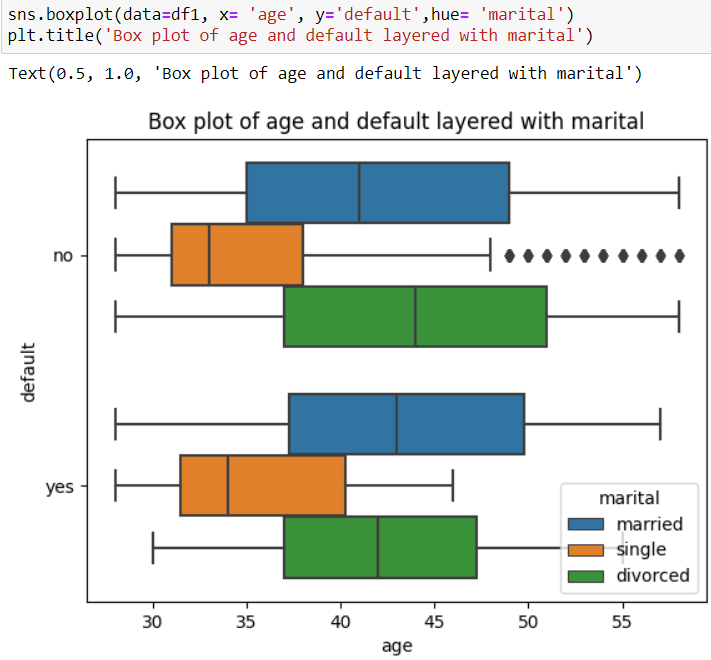 sns.boxplot(data=df1, x= 'age', y='default',hue= 'marital')
plt.title('Box plot of age and default layered with marital')
Text(0.5, 1.0, 'Box plot of age and default layered with marital')
Box plot of age and default layered with marital
no
default
yes
marital
married
single
divorced
30 35 40 45 50 55
age